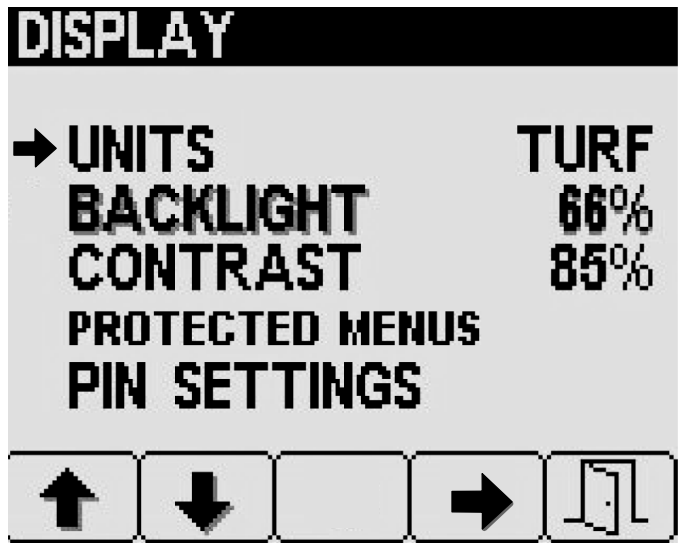 DISPLAY
UNITS TURF
BACKLIGHT 66%
CONTRAST 85%
PROTECTED MENUS
PIN SETTINGS